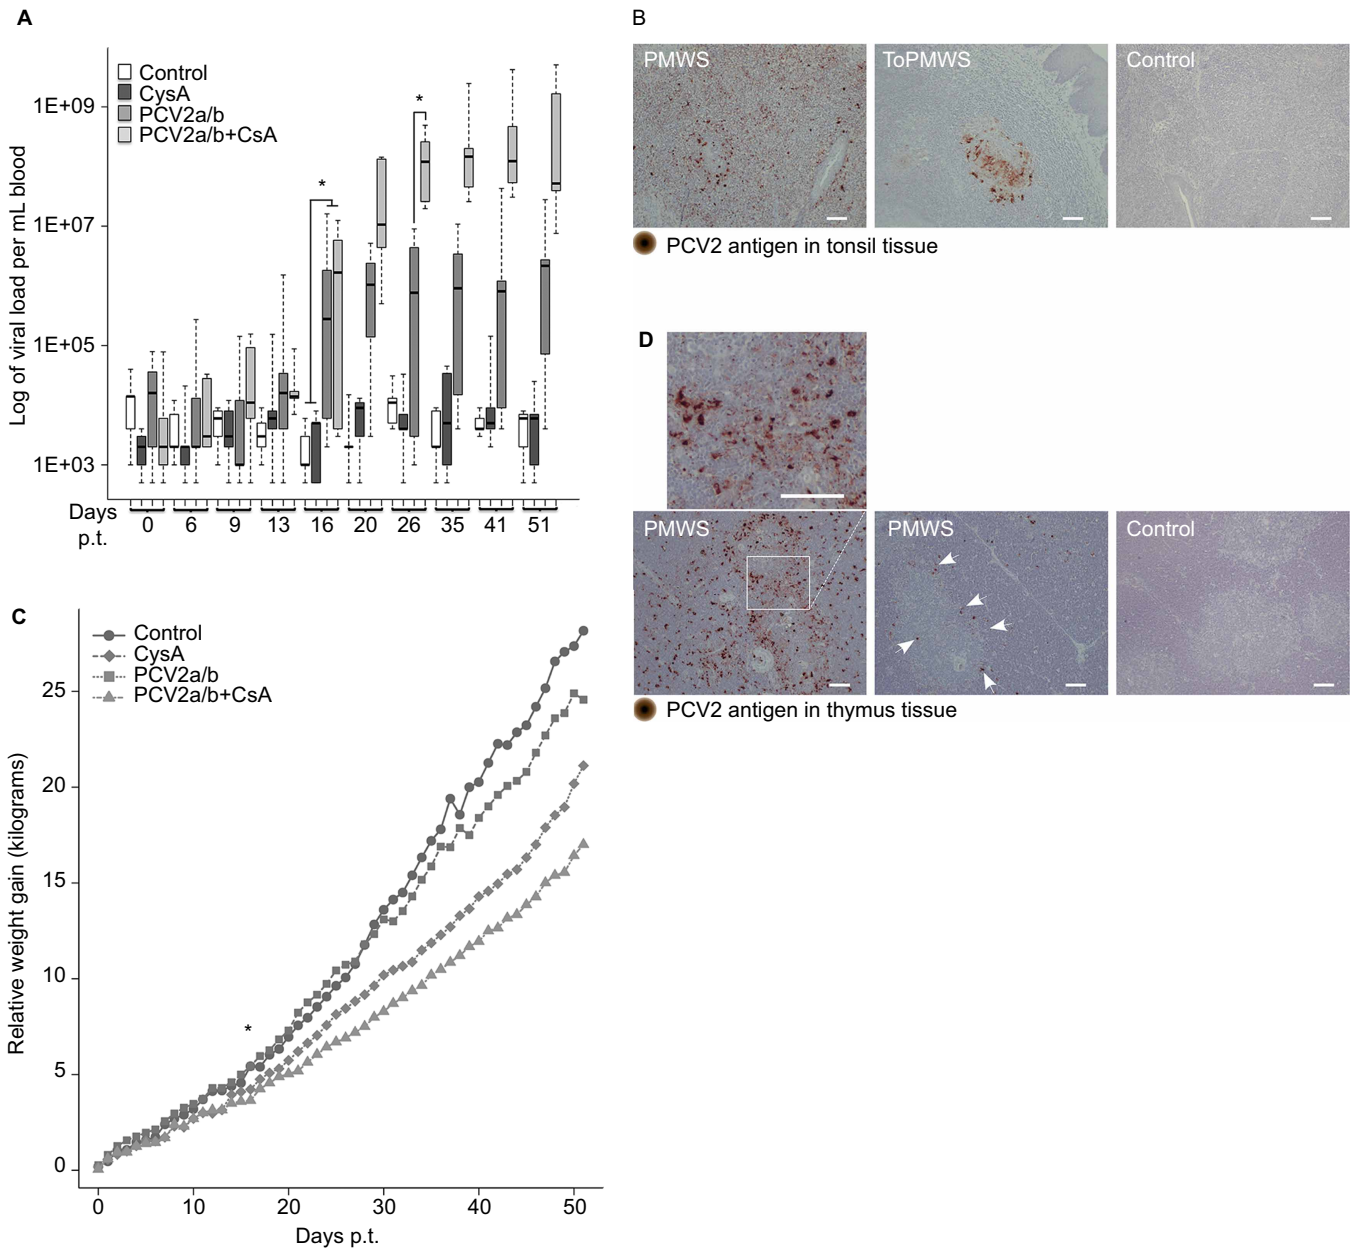 A
Control
CysA
PCV2a/b
PCV2a/b+CsA
Log of viral load per mL blood
1E+09
1E+07
1E+05
1E+03
*
*
Days p.t.
0 6 9 13 16 20 26 35 41 51
B
PMWS
ToPMWS
Control
PCV2 antigen in tonsil tissue
C
Control
CysA
PCV2a/b
PCV2a/b+CsA
Relative weight gain (kilograms)
25
20
15
10
5
0
*
0 10 20 30 40 50
Days p.t.
D
PMWS
PMWS
Control
PCV2 antigen in thymus tissue